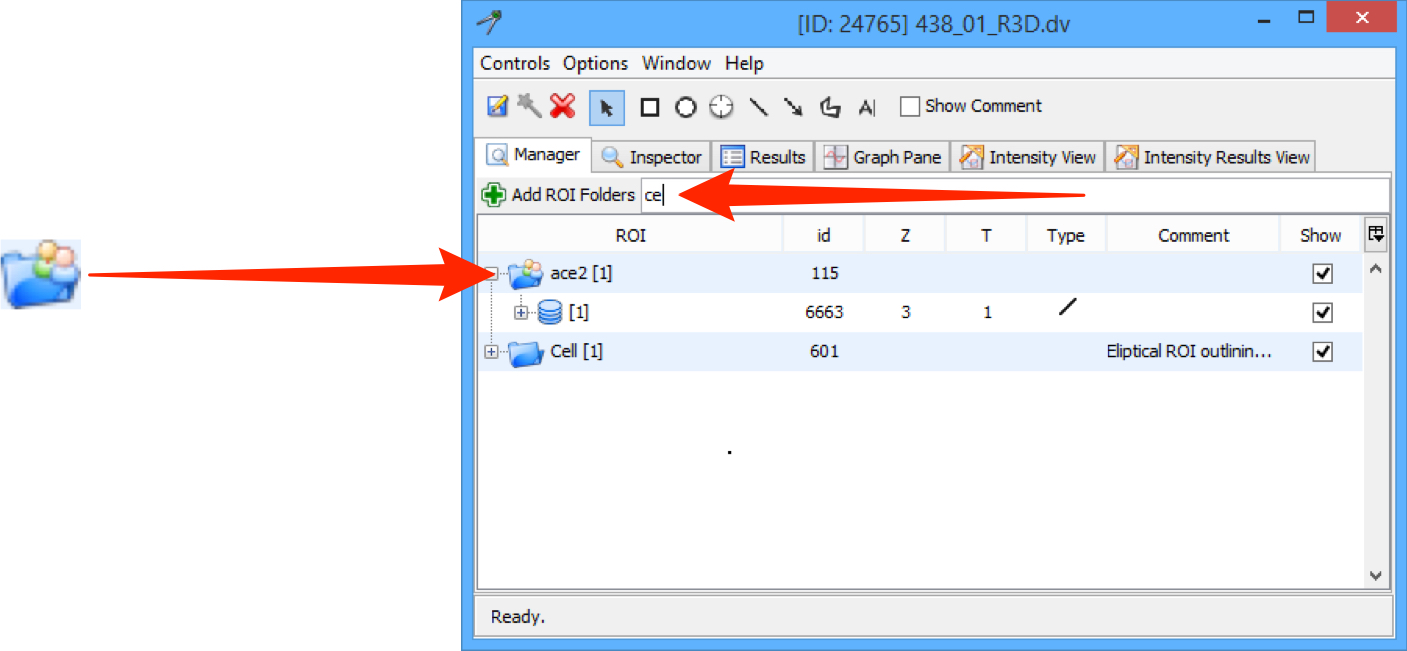 [ID: 24765] 438_01_R3D.dv
Controls Options Window Help
A| Show Comment
Manager Inspector Results Graph Pane Intensity View Intensity Results View
Add ROI Folders ce
ROI id Z T Type Comment Show
ace2 [1] 115
[1] 6663 3 1
Cell [1] 601 Eliptical ROI outlinin...
Ready.